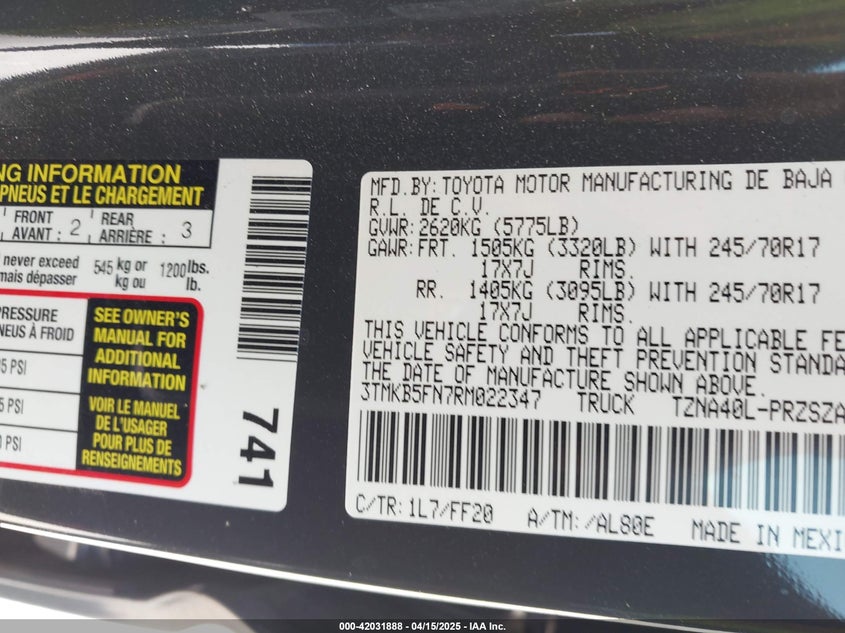 NG INFORMATION
PNEUS ET LE CHARGEMENT
FRONT AVANT : 2 REAR ARRIÈRE : 3
never exceed 545 kg or 1200 lbs.
mais dépasser kg ou lb.
PRESSURE
NEUS À FROID
5 PSI
5 PSI
0 PSI
SEE OWNER'S
MANUAL FOR
ADDITIONAL
INFORMATION
VOIR LE MANUEL
DE L'USAGER
POUR PLUS DE
RENSEIGNEMENTS
741
MFD.BY: TOYOTA MOTOR MANUFACTURING DE BAJA
R.L. DE C.V.
GVWR: 2620KG (5775LB)
GAWR: FRT. 1505KG (3320LB) WITH 245/70R17
17X7J RIMS.
RR. 1405KG (3095LB) WITH 245/70R17
17X7J RIMS.
THIS VEHICLE CONFORMS TO ALL APPLICABLE FE
VEHICLE SAFETY AND THEFT PREVENTION STANDA
THE DATE OF MANUFACTURE SHOWN ABOVE.
3TMKB5FN7RM022347 TRUCK TZNA40L-PRZSZA
C/TR: 1L7/FF20 A/TM: /AL80E MADE IN MEXI
000-42031888 - 04/15/2025 - IAA Inc.